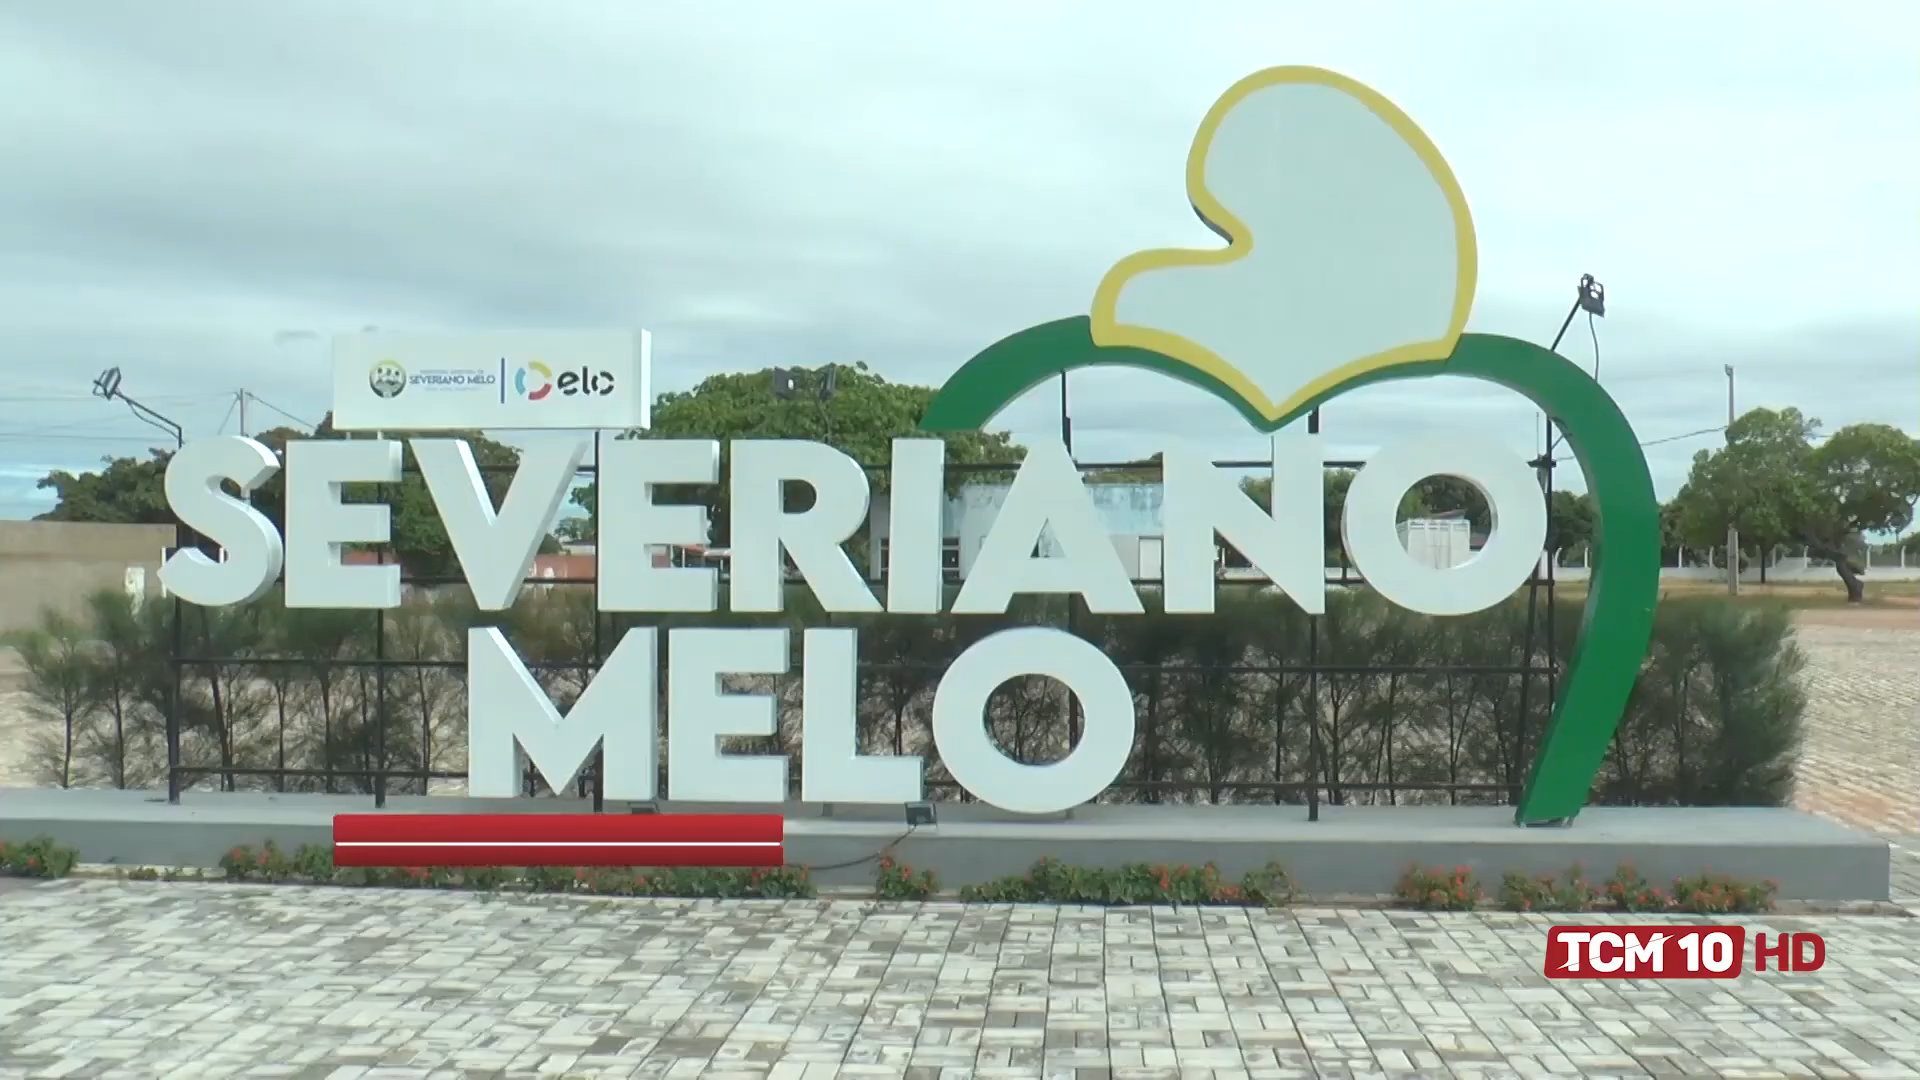 SEVERIANO MELO
elo
SEVERIANO
MELO
TCM 10 HD